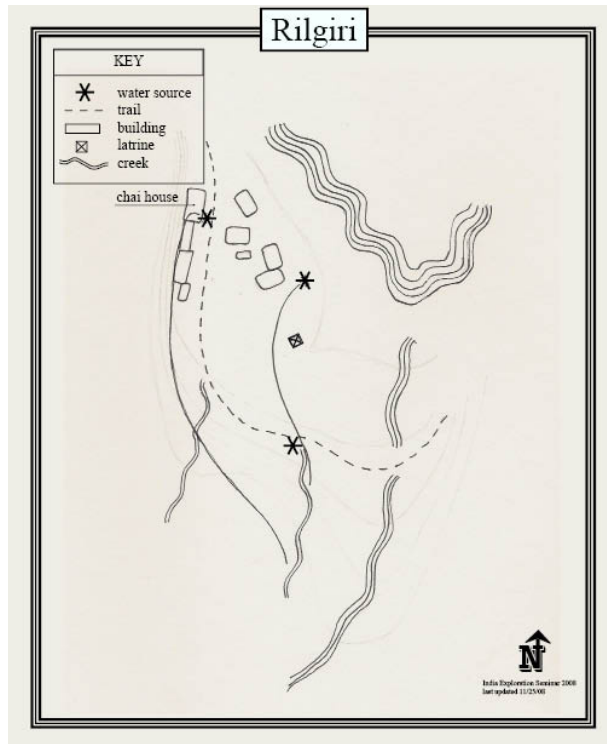 Rilgiri
KEY
water source
trail
building
latrine
creek
chai house
N
India Exploration Seminar 2008
last updated 11/25/08